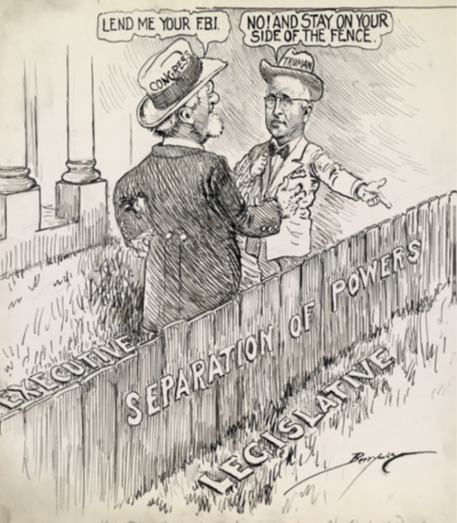 LEND ME YOUR F.B.I.
NO! AND STAY ON YOUR
SIDE OF THE FENCE.
CONGRESS
TRUMAN
EXECUTIVE
SEPARATION OF POWERS
LEGISLATIVE
Berryman